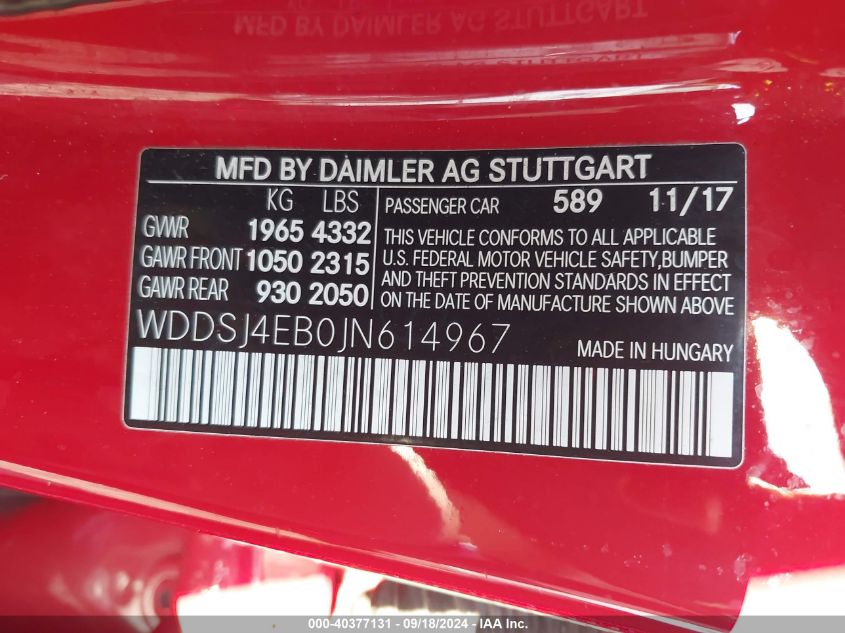 MFD BY DAIMLER AG STUTTGART
KG LBS
GVWR 1965 4332
GAWR FRONT 1050 2315
GAWR REAR 930 2050
PASSENGER CAR 589 11/17
THIS VEHICLE CONFORMS TO ALL APPLICABLE
U.S. FEDERAL MOTOR VEHICLE SAFETY,BUMPER
AND THEFT PREVENTION STANDARDS IN EFFECT
ON THE DATE OF MANUFACTURE SHOWN ABOVE
WDDSJ4EB0JN614967
MADE IN HUNGARY
000-40377131 - 09/18/2024 - IAA Inc.